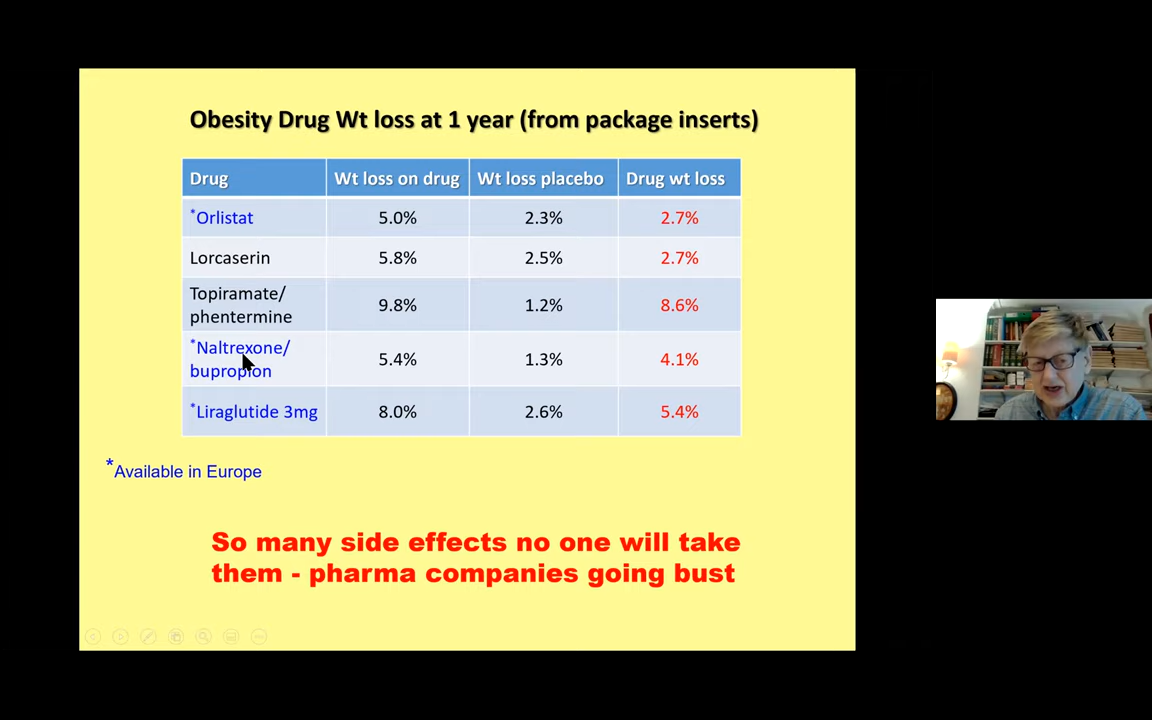 Obesity Drug Wt loss at 1 year (from package inserts)
Drug Wt loss on drug Wt loss placebo Drug wt loss
*Orlistat 5.0% 2.3% 2.7%
Lorcaserin 5.8% 2.5% 2.7%
Topiramate/
phentermine 9.8% 1.2% 8.6%
*Naltrexone/
bupropion 5.4% 1.3% 4.1%
*Liraglutide 3mg 8.0% 2.6% 5.4%
*Available in Europe
So many side effects no one will take
them - pharma companies going bust